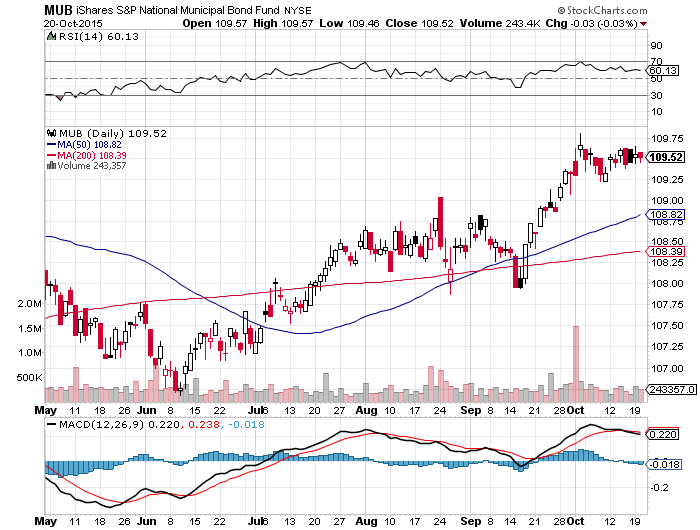 MUB iShares S&P National Municipal Bond Fund NYSE © StockCharts.com
20-Oct-2015 Open 109.57 High 109.57 Low 109.46 Close 109.52 Volume 243.4K Chg -0.03 (-0.03%)
RSI(14) 60.13
90
70
60.13
50
30
10
MUB (Daily) 109.52
MA(50) 108.82
MA(200) 108.39
Volume 243,357
109.75
109.52
109.25
109.00
108.82
108.75
108.50
108.39
108.25
108.00
107.75
107.50
107.25
107.00
2.0M
1.5M
1.0M
500K
243357.0
May 11 18 26 Jun 8 15 22 Jul 6 13 20 27 Aug 10 17 24 Sep 8 14 21 28 Oct 12 19
MACD(12,26,9) 0.220, 0.238, -0.018
0.220
-0.018
-0.2
May 11 18 26 Jun 8 15 22 Jul 6 13 20 27 Aug 10 17 24 Sep 8 14 21 28 Oct 12 19